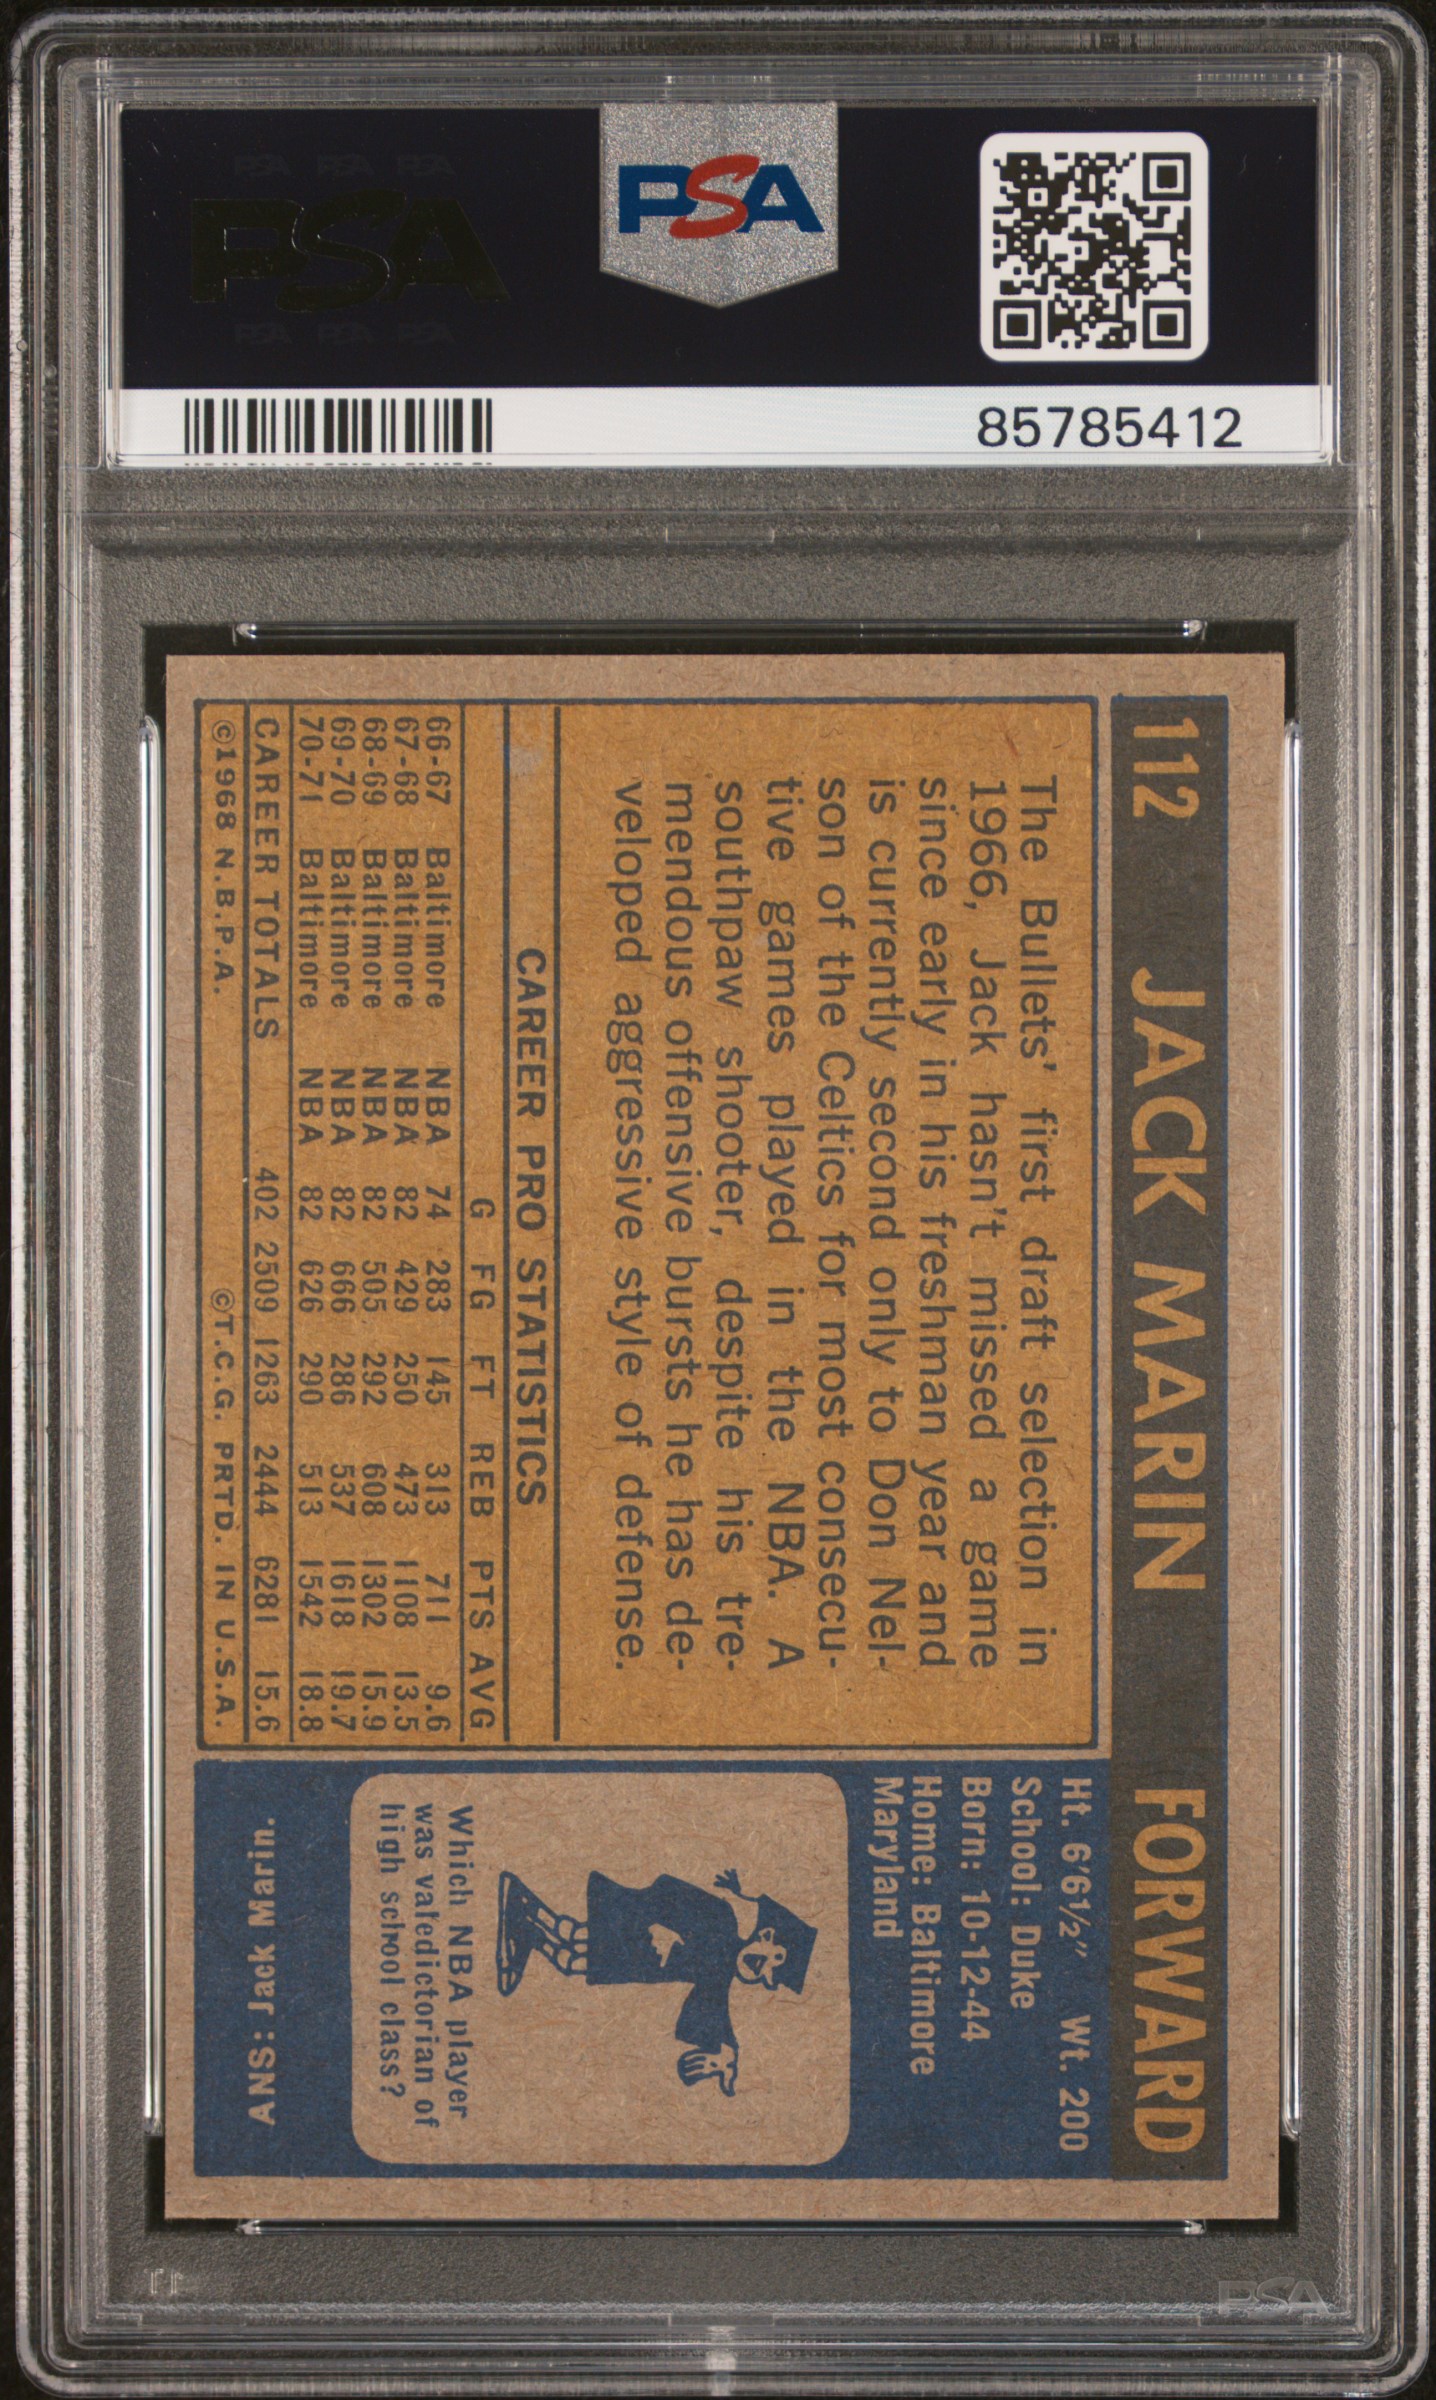 PSA PSA PSA
PSA
PSA PSA PSA
PSA
85785412
112 JACK MARIN FORWARD
The Bullets' first draft selection in
1966, Jack hasn't missed a game
since early in his freshman year and
is currently second only to Don Nel-
son of the Celtics for most consecu-
tive games played in the NBA. A
southpaw shooter, despite his tre-
mendous offensive bursts he has de-
veloped aggressive style of defense.
CAREER PRO STATISTICS
G FG FT REB PTS AVG
66-67 Baltimore NBA 74 283 145 313 711 9.6
67-68 Baltimore NBA 82 429 250 473 1108 13.5
68-69 Baltimore NBA 82 505 292 608 1302 15.9
69-70 Baltimore NBA 82 666 286 537 1618 19.7
70-71 Baltimore NBA 82 626 290 513 1542 18.8
CAREER TOTALS 402 2509 1263 2444 6281 15.6
©1968 N.B.P.A. ©T.C.G. PRTD. IN U.S.A.
Ht. 6'6½" Wt. 200
School: Duke
Born: 10-12-44
Home: Baltimore
Maryland
Which NBA player
was valedictorian of
high school class?
ANS: Jack Marin.
PSA